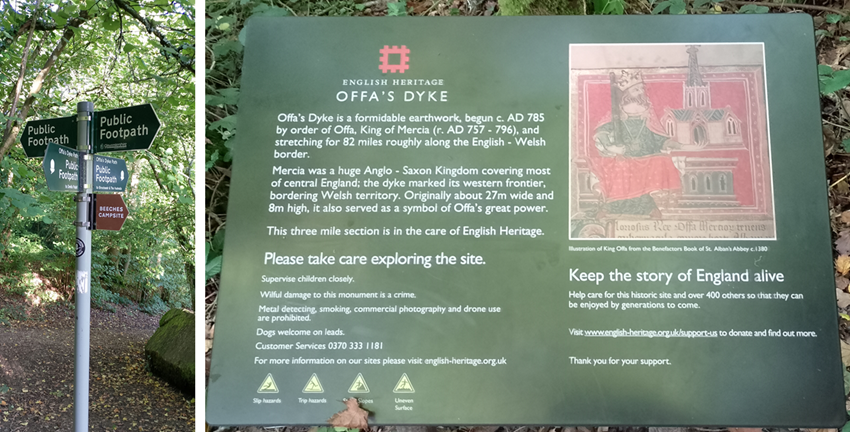 Public
Footpath
Public
Footpath
Offa's Dyke Path
Public
Footpath
Offa's Dyke Path
Public
Footpath
BEECHES
CAMPSITE
ENGLISH HERITAGE
OFFA'S DYKE
Offa's Dyke is a formidable earthwork, begun c. AD 785
by order of Offa, King of Mercia (r. AD 757 - 796), and
stretching for 82 miles roughly along the English - Welsh
border.
Mercia was a huge Anglo - Saxon Kingdom covering most
of central England; the dyke marked its western frontier,
bordering Welsh territory. Originally about 27m wide and
8m high, it also served as a symbol of Offa's great power.
This three mile section is in the care of English Heritage.
Please take care exploring the site.
Supervise children closely.
Wilful damage to this monument is a crime.
Metal detecting, smoking, commercial photography and drone use
are prohibited.
Dogs welcome on leads.
Customer Services 0370 333 1181
For more information on our sites please visit english-heritage.org.uk
Slip hazards
Trip hazards
Uneven
Surface
Illustration of King Offa from the Benefactors Book of St. Alban's Abbey c.1380
Keep the story of England alive
Help care for this historic site and over 400 others so that they can
be enjoyed by generations to come.
Visit www.english-heritage.org.uk/support-us to donate and find out more.
Thank you for your support.